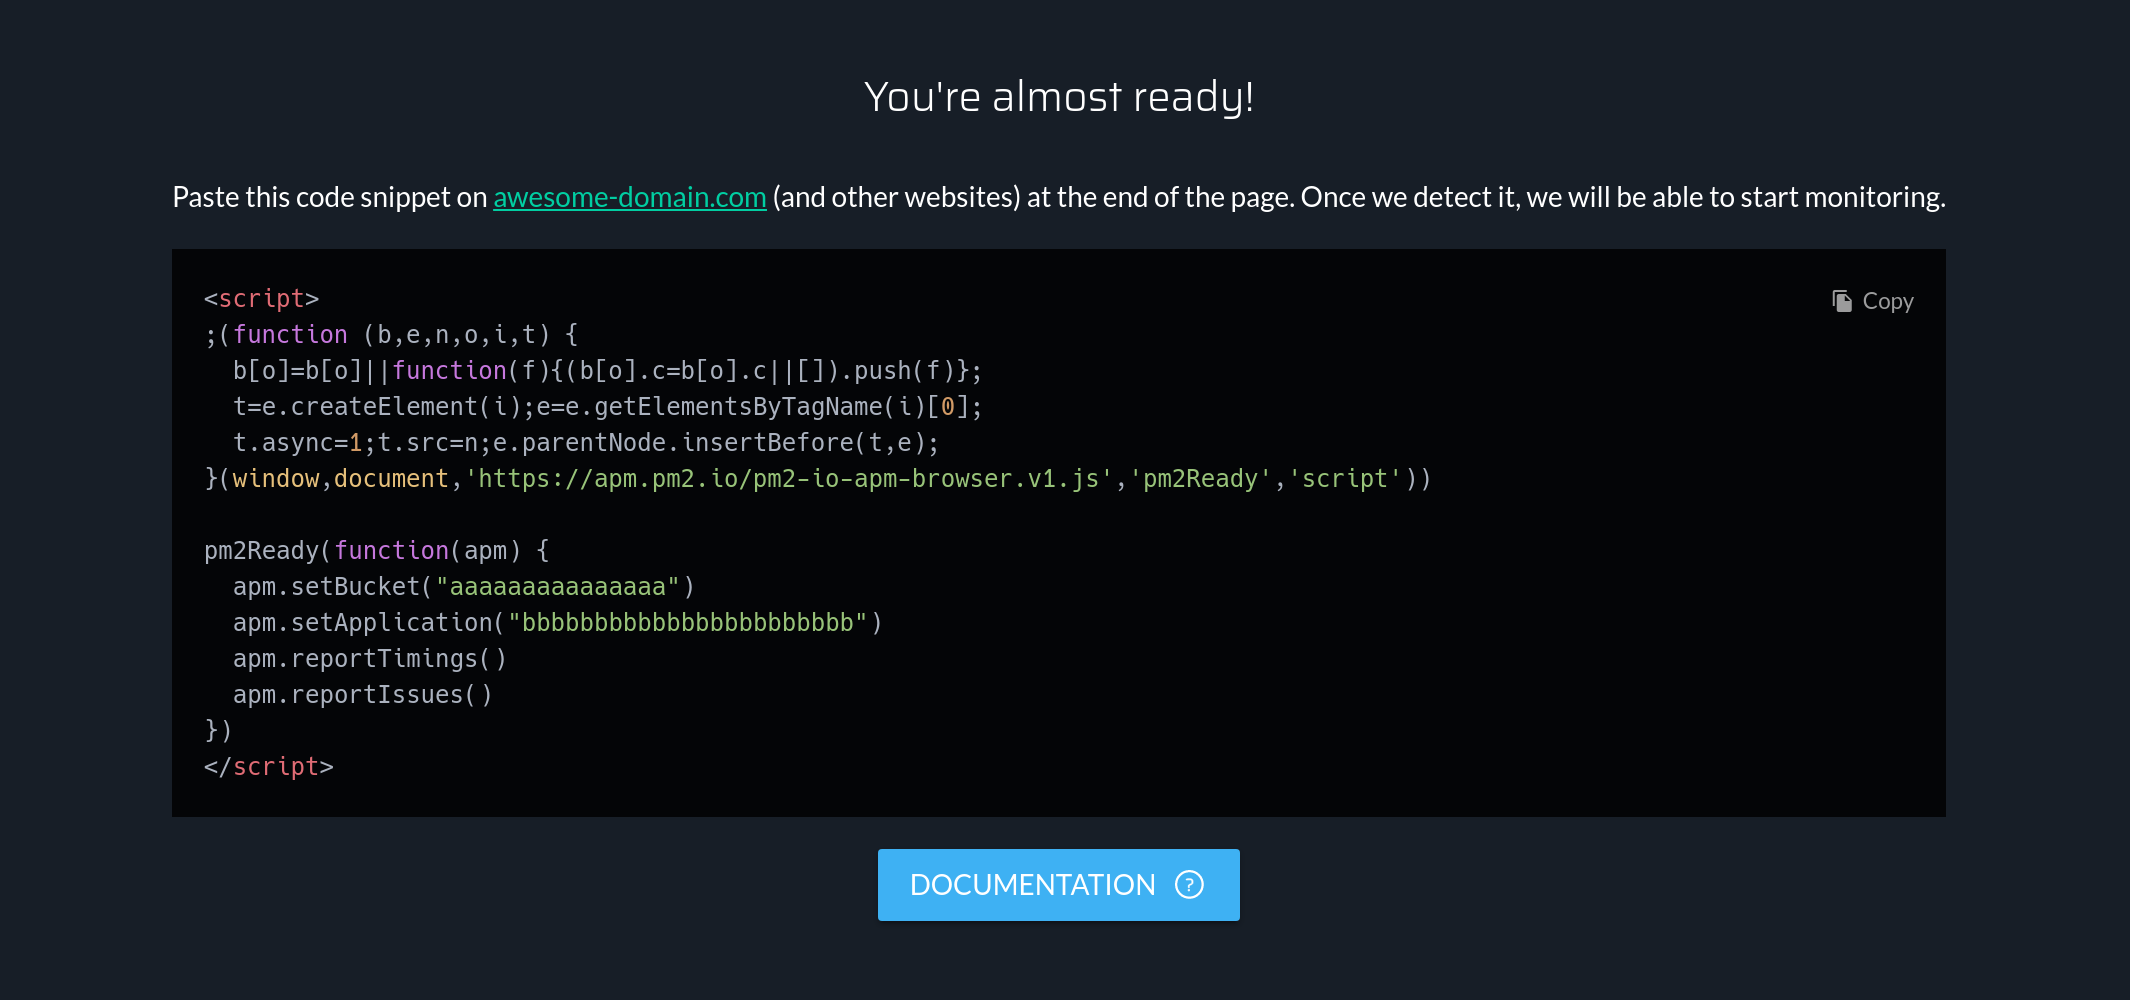 You're almost ready!
Paste this code snippet on awesome-domain.com (and other websites) at the end of the page. Once we detect it, we will be able to start monitoring.
Copy
<script>
;(function (b,e,n,o,i,t) {
  b[o]=b[o]||function(f){(b[o].c=b[o].c||[]).push(f)};
  t=e.createElement(i);e=e.getElementsByTagName(i)[0];
  t.async=1;t.src=n;e.parentNode.insertBefore(t,e);
}(window,document,'https://apm.pm2.io/pm2-io-apm-browser.v1.js','pm2Ready','script'))

pm2Ready(function(apm) {
  apm.setBucket("aaaaaaaaaaaaaaa")
  apm.setApplication("bbbbbbbbbbbbbbbbbbbbbbb")
  apm.reportTimings()
  apm.reportIssues()
})
</script>
DOCUMENTATION ?